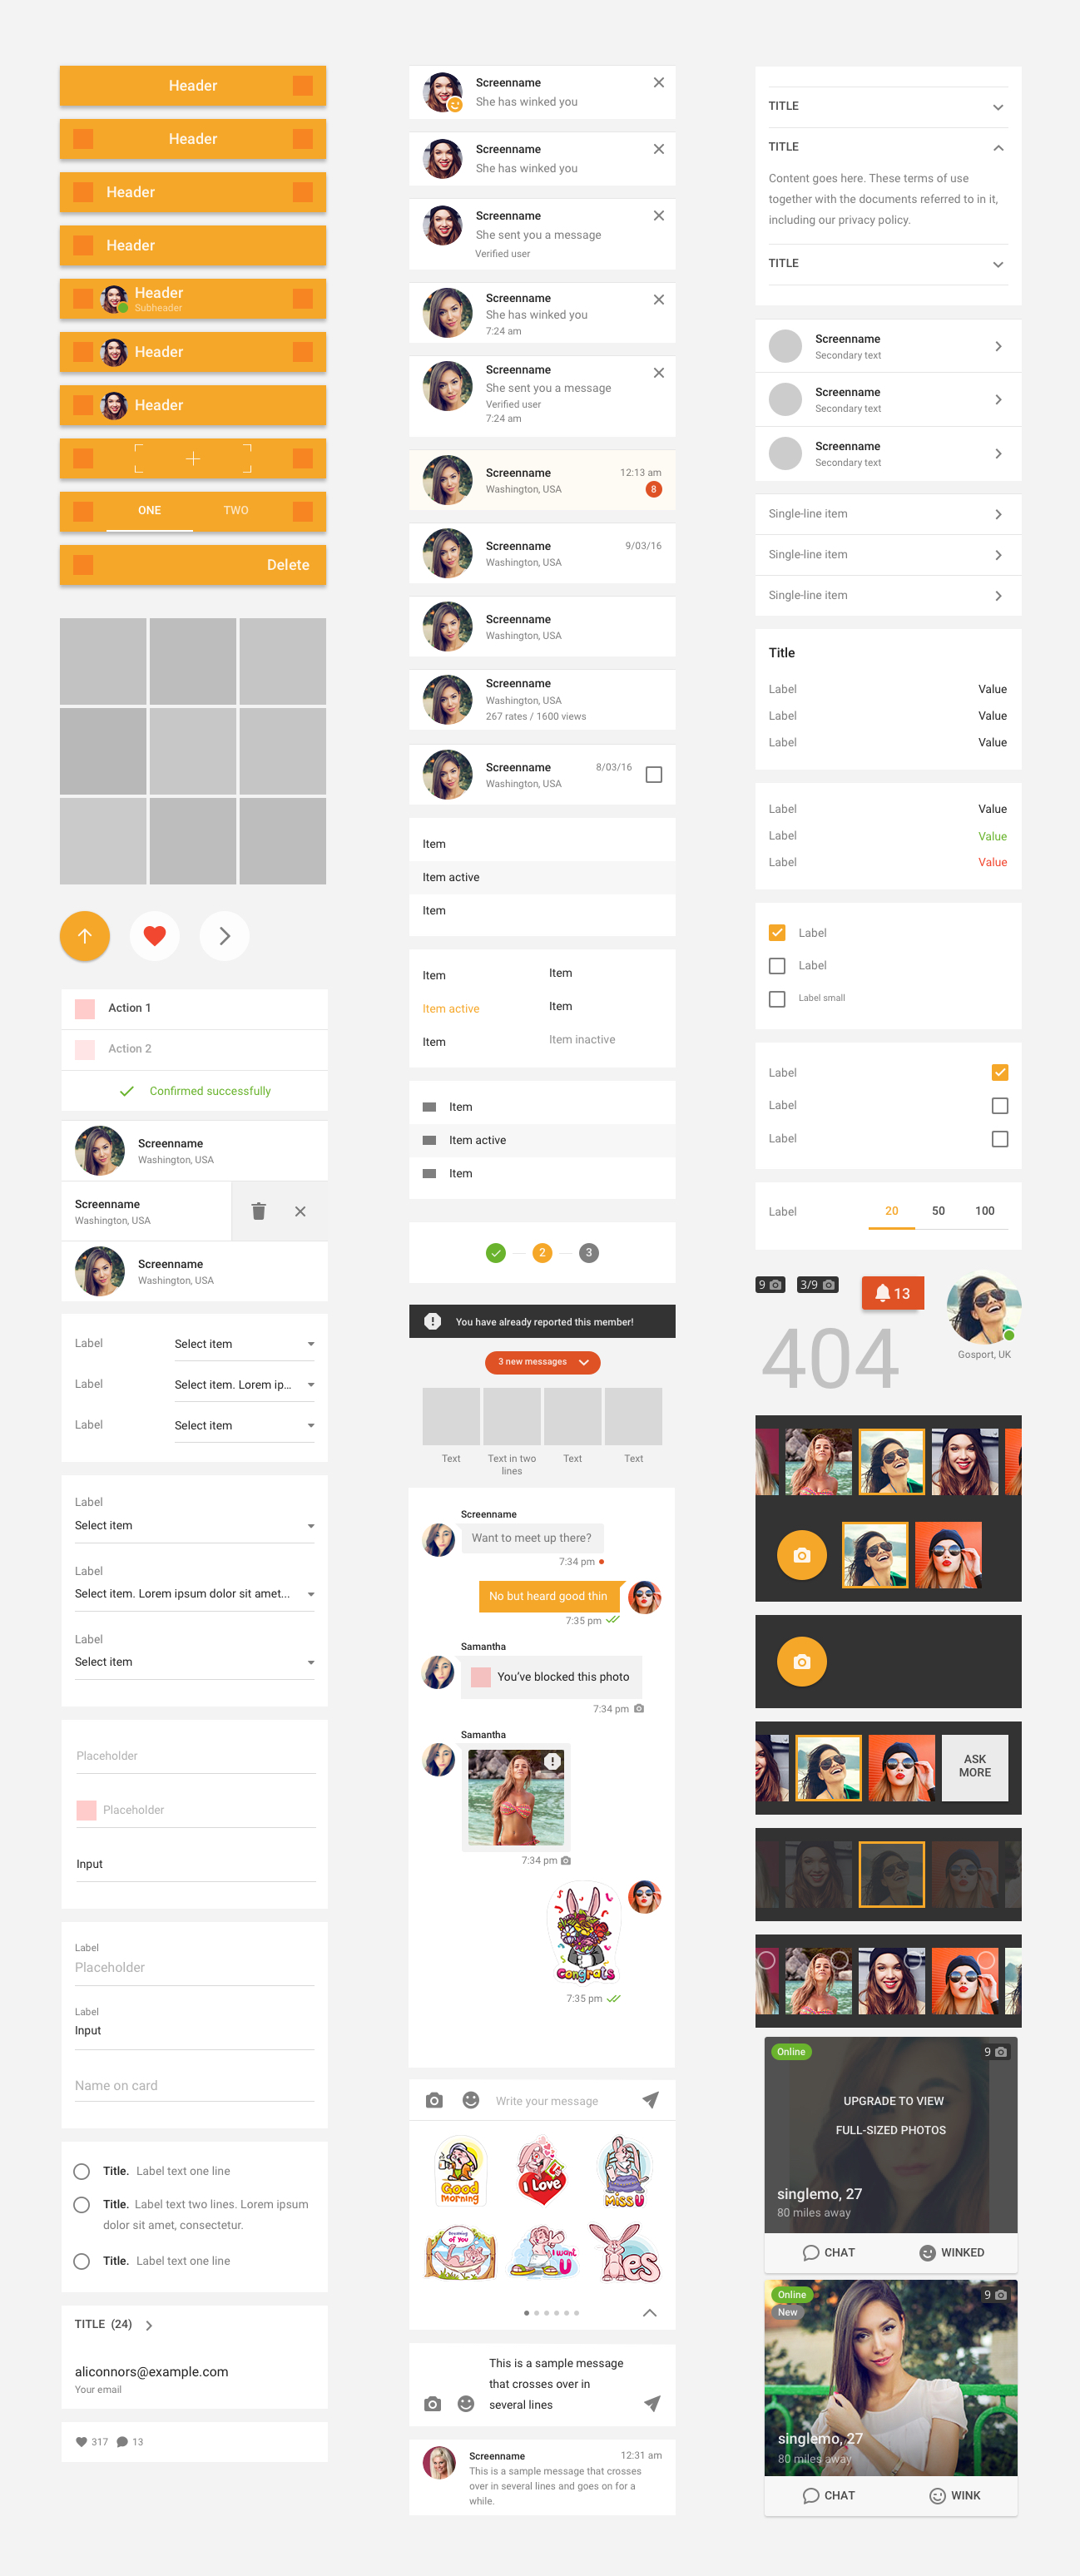 Header
Header
Header
Header
Header
Subheader
Header
Header
ONE TWO
Delete
Action 1
Action 2
Confirmed successfully
Screenname
Washington, USA
Screenname
Washington, USA
Screenname
Washington, USA
Label Select item
Label Select item. Lorem ip...
Label Select item
Label
Select item
Label
Select item. Lorem ipsum dolor sit amet...
Label
Select item
Placeholder
Placeholder
Input
Label
Placeholder
Label
Input
Name on card
Title. Label text one line
Title. Label text two lines. Lorem ipsum
dolor sit amet, consectetur.
Title. Label text one line
TITLE (24)
aliconnors@example.com
Your email
317 13
Screenname
She has winked you
Screenname
She has winked you
Screenname
She sent you a message
Verified user
Screenname
She has winked you
7:24 am
Screenname
She sent you a message
Verified user
7:24 am
Screenname 12:13 am
Washington, USA 8
Screenname 9/03/16
Washington, USA
Screenname
Washington, USA
Screenname
Washington, USA
267 rates / 1600 views
Screenname 8/03/16
Washington, USA
Item
Item active
Item
Item Item
Item active Item
Item Item inactive
Item
Item active
Item
2 3
You have already reported this member!
3 new messages
Text Text in two Text Text
lines
Screenname
Want to meet up there?
7:34 pm
No but heard good thin
7:35 pm
Samantha
You've blocked this photo
7:34 pm
Samantha
7:34 pm
Congrats
7:35 pm
Write your message
Good
morning
I Love
Miss U
Dreaming
of You
I want
U
Yes
This is a sample message
that crosses over in
several lines
Screenname 12:31 am
This is a sample message that crosses
over in several lines and goes on for a
while.
TITLE
TITLE
Content goes here. These terms of use
together with the documents referred to in it,
including our privacy policy.
TITLE
Screenname
Secondary text
Screenname
Secondary text
Screenname
Secondary text
Single-line item
Single-line item
Single-line item
Title
Label Value
Label Value
Label Value
Label Value
Label Value
Label Value
Label
Label
Label small
Label
Label
Label
Label 20 50 100
9 3/9 13
404
Gosport, UK
ASK
MORE
Online 9
UPGRADE TO VIEW
FULL-SIZED PHOTOS
singlemo, 27
80 miles away
CHAT WINKED
Online 9
New
singlemo, 27
80 miles away
CHAT WINK